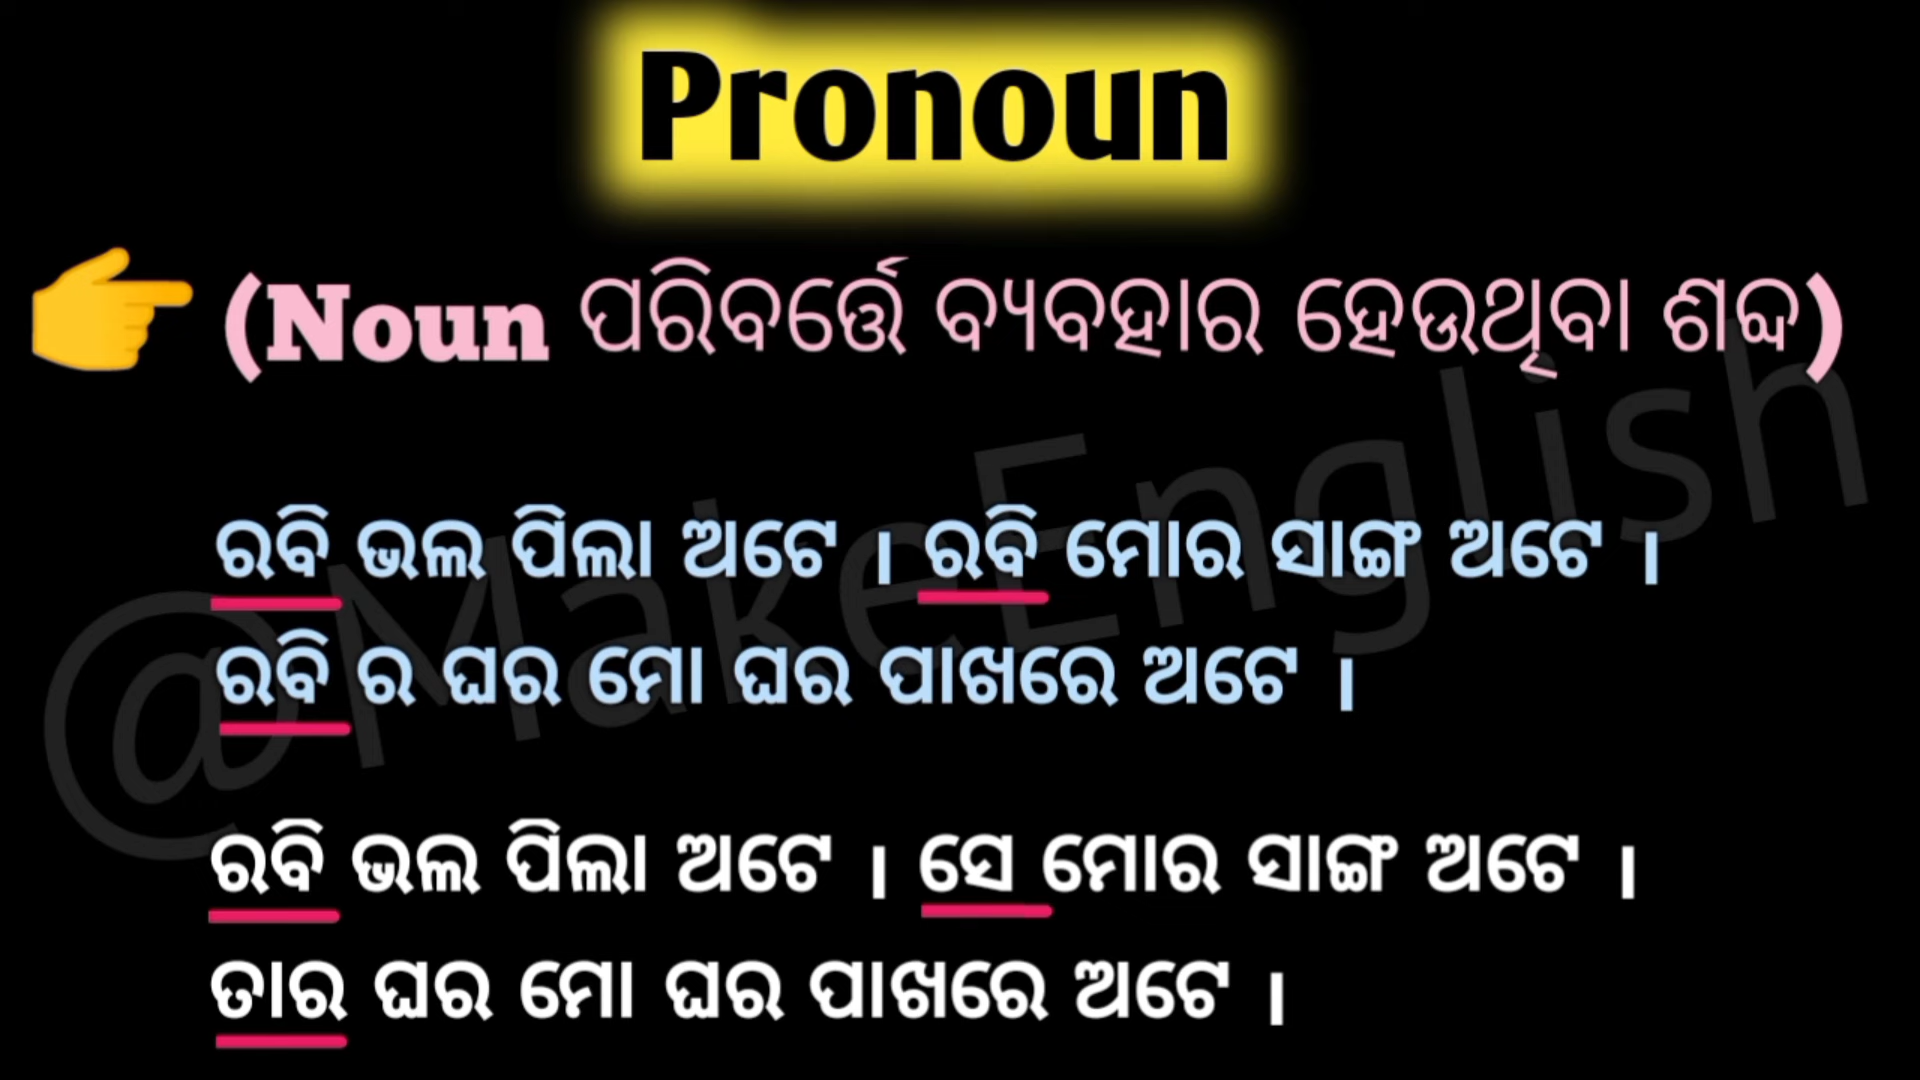 Pronoun
(Noun ପରିବର୍ତ୍ତେ ବ୍ୟବହାର ହେଉଥିବା ଶବ୍ଦ)
ରବି ଭଲ ପିଲା ଅଟେ । ରବି ମୋର ସାଙ୍ଗ ଅଟେ ।
ରବି ର ଘର ମୋ ଘର ପାଖରେ ଅଟେ ।
ରବି ଭଲ ପିଲା ଅଟେ । ସେ ମୋର ସାଙ୍ଗ ଅଟେ ।
ତାର ଘର ମୋ ଘର ପାଖରେ ଅଟେ ।
@MakeEnglish